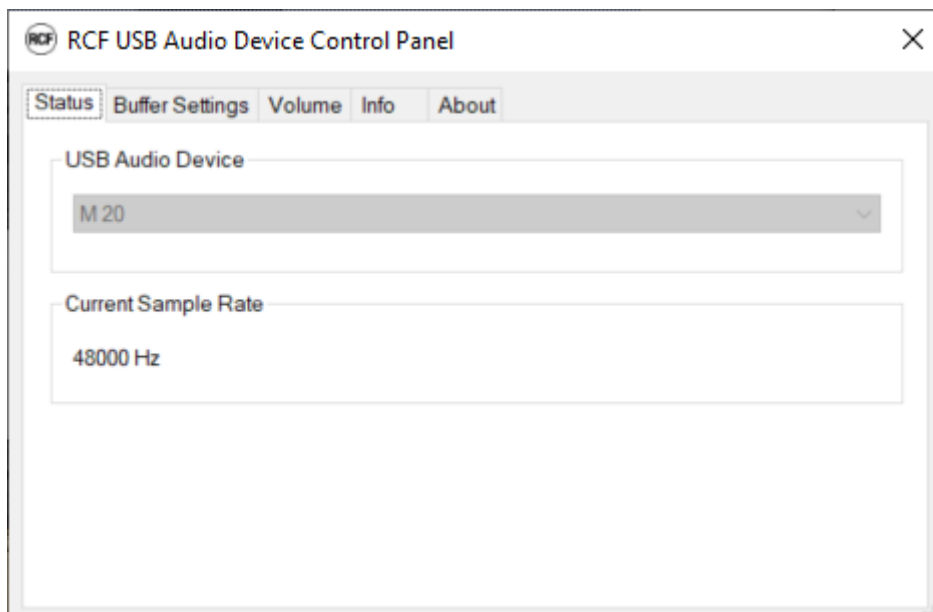 RCF RCF USB Audio Device Control Panel
Status Buffer Settings Volume Info About
USB Audio Device
M 20
Current Sample Rate
48000 Hz